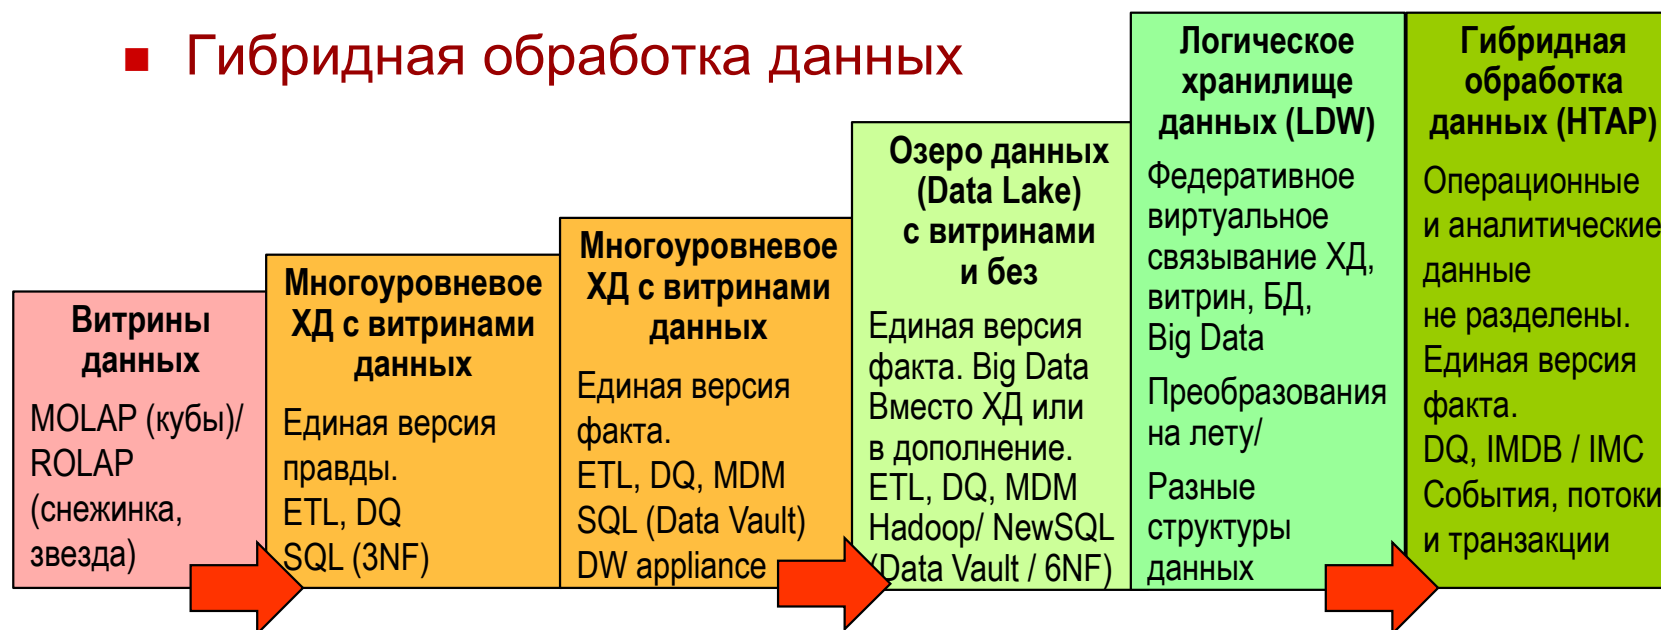 Гибридная обработка данных
Витрины
данных
MOLAP (кубы)/
ROLAP
(снежинка,
звезда)
Многоуровневое
ХД с витринами
данных
Единая версия
правды.
ETL, DQ
SQL (3NF)
Многоуровневое
ХД с витринами
данных
Единая версия
факта.
ETL, DQ, MDM
SQL (Data Vault)
DW appliance
Озеро данных
(Data Lake)
с витринами
и без
Единая версия
факта. Big Data
Вместо ХД или
в дополнение.
ETL, DQ, MDM
Hadoop/ NewSQL
(Data Vault / 6NF)
Логическое
хранилище
данных (LDW)
Федеративное
виртуальное
связывание ХД,
витрин, БД,
Big Data
Преобразования
на лету/
Разные
структуры
данных
Гибридная
обработка
данных (HTAP)
Операционные
и аналитические
данные
не разделены.
Единая версия
факта.
DQ, IMDB / IMC
События, потоки
и транзакции